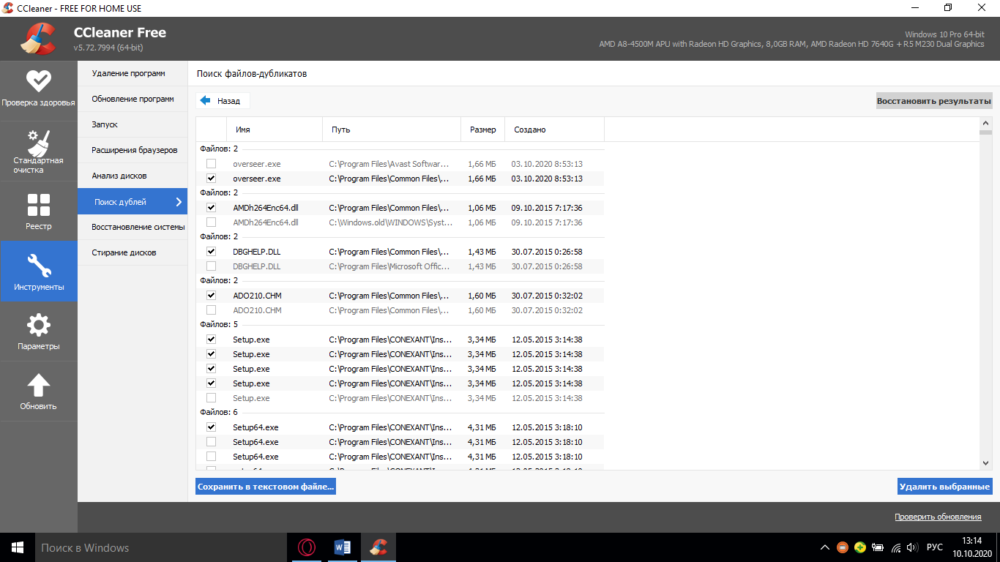 CCleaner - FREE FOR HOME USE
CCleaner Free
v5.72.7994 (64-bit)
Windows 10 Pro 64-bit
AMD A8-4500M APU with Radeon HD Graphics, 8,0GB RAM, AMD Radeon HD 7640G + R5 M230 Dual Graphics
Проверка здоровья
Стандартная очистка
Реестр
Инструменты
Параметры
Обновить
Удаление программ
Обновление программ
Запуск
Расширения браузеров
Анализ дисков
Поиск дублей
Восстановление системы
Стирание дисков
Поиск файлов-дубликатов
Назад
Восстановить результаты
Имя Путь Размер Создано
Файлов: 2
overseer.exe C:\Program Files\Avast Softwar... 1,66 МБ 03.10.2020 8:53:13
overseer.exe C:\Program Files\Common Files\... 1,66 МБ 03.10.2020 8:53:13
Файлов: 2
AMDh264Enc64.dll C:\Program Files\Common Files\... 1,06 МБ 09.10.2015 7:17:36
AMDh264Enc64.dll C:\Windows.old\WINDOWS\Syst... 1,06 МБ 09.10.2015 7:17:36
Файлов: 2
DBGHELP.DLL C:\Program Files\Common Files\... 1,43 МБ 30.07.2015 0:26:58
DBGHELP.DLL C:\Program Files\Microsoft Offic... 1,43 МБ 30.07.2015 0:26:58
Файлов: 2
ADO210.CHM C:\Program Files\Common Files\... 1,60 МБ 30.07.2015 0:32:02
ADO210.CHM C:\Program Files\Common Files\... 1,60 МБ 30.07.2015 0:32:02
Файлов: 5
Setup.exe C:\Program Files\CONEXANT\Ins... 3,34 МБ 12.05.2015 3:14:38
Setup.exe C:\Program Files\CONEXANT\Ins... 3,34 МБ 12.05.2015 3:14:38
Setup.exe C:\Program Files\CONEXANT\Ins... 3,34 МБ 12.05.2015 3:14:38
Setup.exe C:\Program Files\CONEXANT\Ins... 3,34 МБ 12.05.2015 3:14:38
Setup.exe C:\Program Files\CONEXANT\Ins... 3,34 МБ 12.05.2015 3:14:38
Файлов: 6
Setup64.exe C:\Program Files\CONEXANT\Ins... 4,31 МБ 12.05.2015 3:18:10
Setup64.exe C:\Program Files\CONEXANT\Ins... 4,31 МБ 12.05.2015 3:18:10
Setup64.exe C:\Program Files\CONEXANT\Ins... 4,31 МБ 12.05.2015 3:18:10
Сохранить в текстовом файле...
Удалить выбранные
Проверить обновления
Поиск в Windows
РУС
13:14
10.10.2020